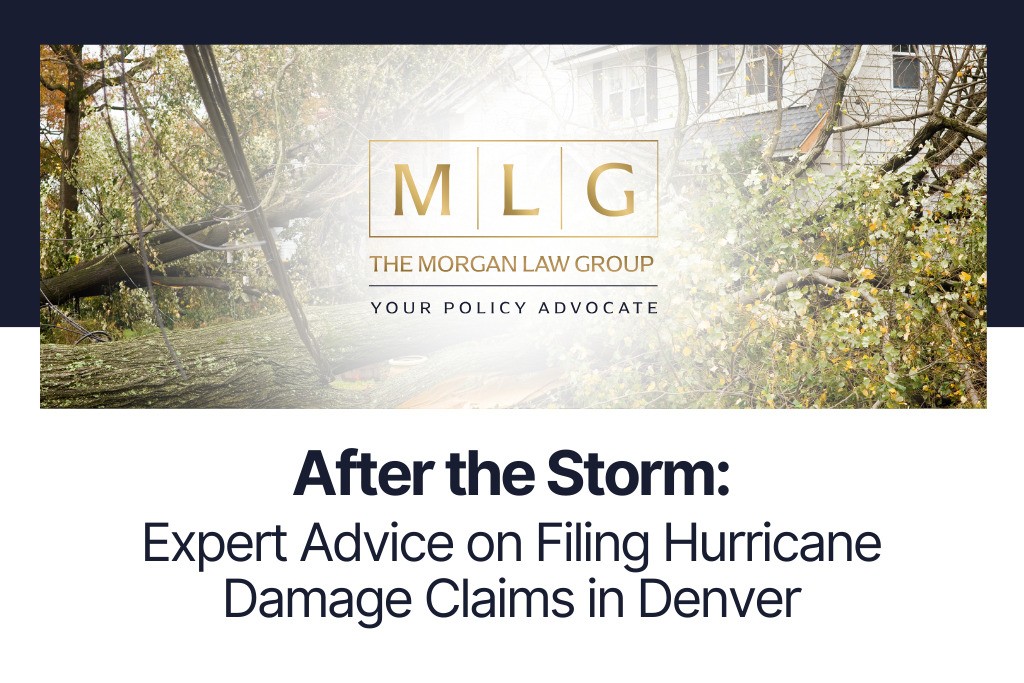 M L G
THE MORGAN LAW GROUP
YOUR POLICY ADVOCATE
After the Storm:
Expert Advice on Filing Hurricane
Damage Claims in Denver